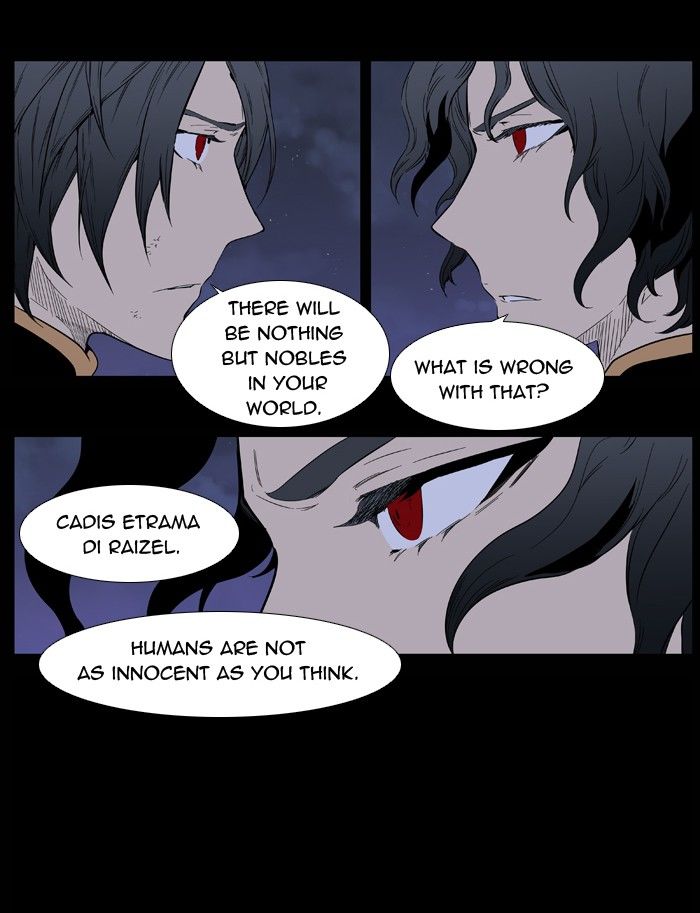 THERE WILL
BE NOTHING
BUT NOBLES
IN YOUR
WORLD.
WHAT IS WRONG
WITH THAT?
CADIS ETRAMA
DI RAIZEL.
HUMANS ARE NOT
AS INNOCENT AS YOU THINK.